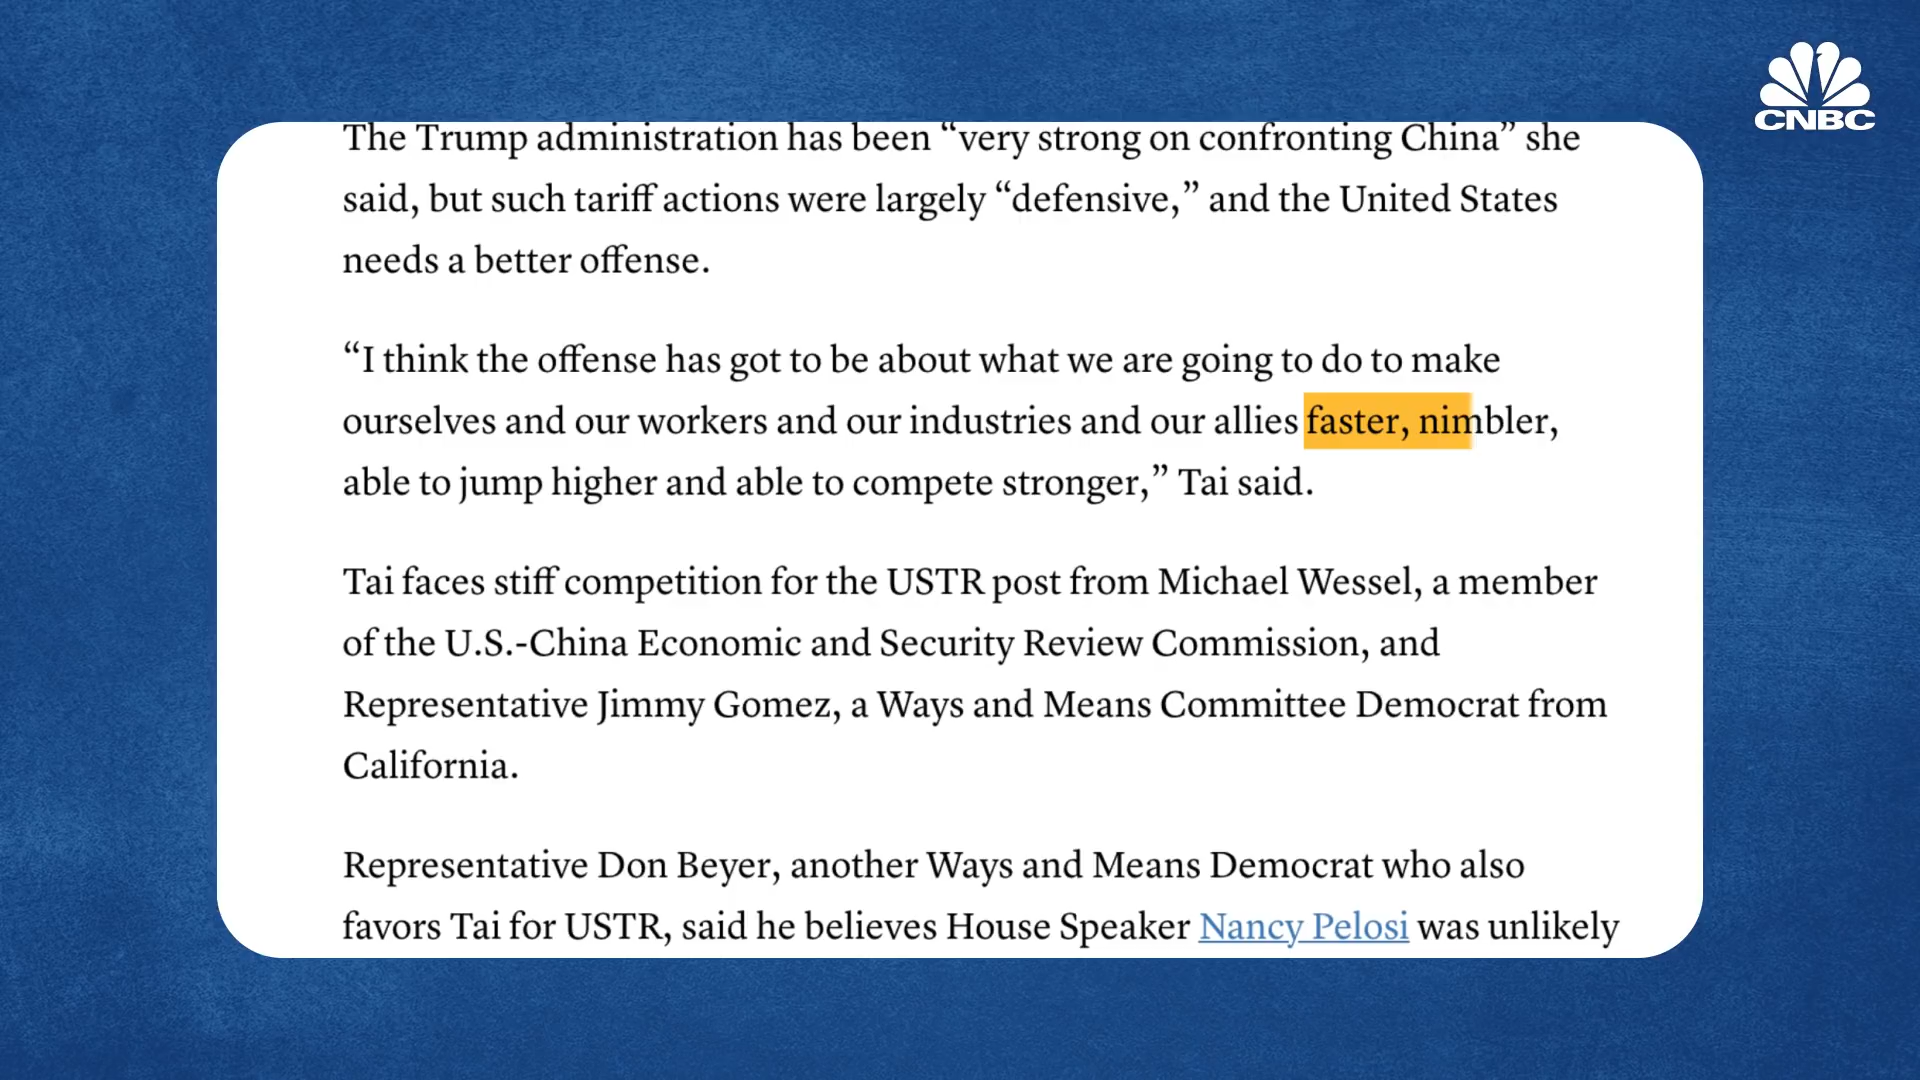 CNBC
The Trump administration has been “very strong on confronting China” she
said, but such tariff actions were largely “defensive,” and the United States
needs a better offense.
“I think the offense has got to be about what we are going to do to make
ourselves and our workers and our industries and our allies faster, nimbler,
able to jump higher and able to compete stronger,” Tai said.
Tai faces stiff competition for the USTR post from Michael Wessel, a member
of the U.S.-China Economic and Security Review Commission, and
Representative Jimmy Gomez, a Ways and Means Committee Democrat from
California.
Representative Don Beyer, another Ways and Means Democrat who also
favors Tai for USTR, said he believes House Speaker Nancy Pelosi was unlikely